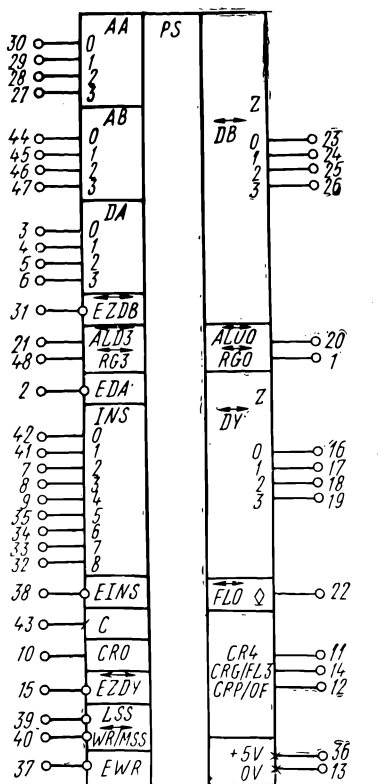 AA
PS
30 0
29 1
28 2
27 3
Z
DB
0 23
1 24
2 25
3 26
AB
44 0
45 1
46 2
47 3
DA
3 0
4 1
5 2
6 3
31 EZDB
21 ALD3
48 RG3
ALU0 20
RG0 1
2 EDA
INS
42 0
41 1
7 2
8 3
9 4
35 5
34 6
33 7
32 8
Z
DY
0 16
1 17
2 18
3 19
38 EINS
FL0 ◊ 22
43 C
10 CR0
15 EZDY
39 LSS
40 WR/MSS
37 EWR
CR4 11
CRG/FL3 14
CRP/OF 12
+5V 36
0V 13